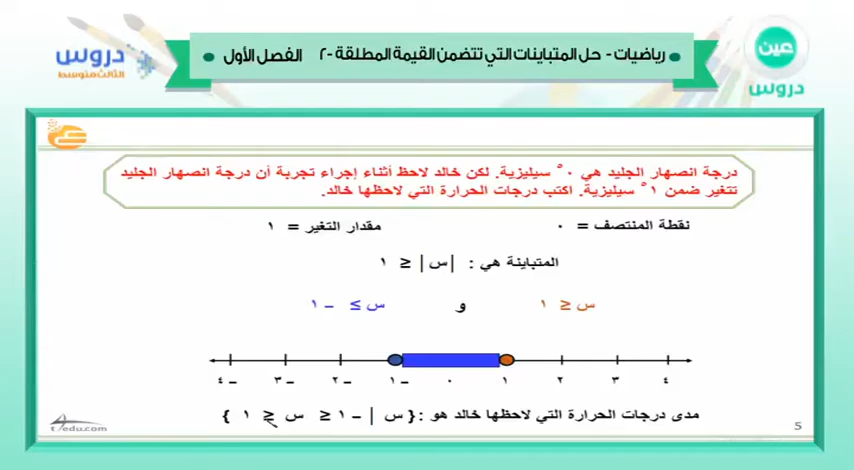 دروس
الثالث متوسط
رياضيات - حل المتباينات التي تتضمن القيمة المطلقة -٢ الفصل الأول
عين
دروس
درجة انصهار الجليد هي ٠° سيليزية. لكن خالد لاحظ أثناء إجراء تجربة أن درجة انصهار الجليد
تتغير ضمن ١° سيليزية. اكتب درجات الحرارة التي لاحظها خالد.
نقطة المنتصف = ٠ مقدار التغير = ١
المتباينة هي : |س| ≤ ١
س ≤ ١ و س ≥ -١
٤ ٣ ٢ ١ ٠ -١ -٢ -٣ -٤
مدى درجات الحرارة التي لاحظها خالد هو : { س | -١ ≤ س ≤ ١ }
t4edu.com
5